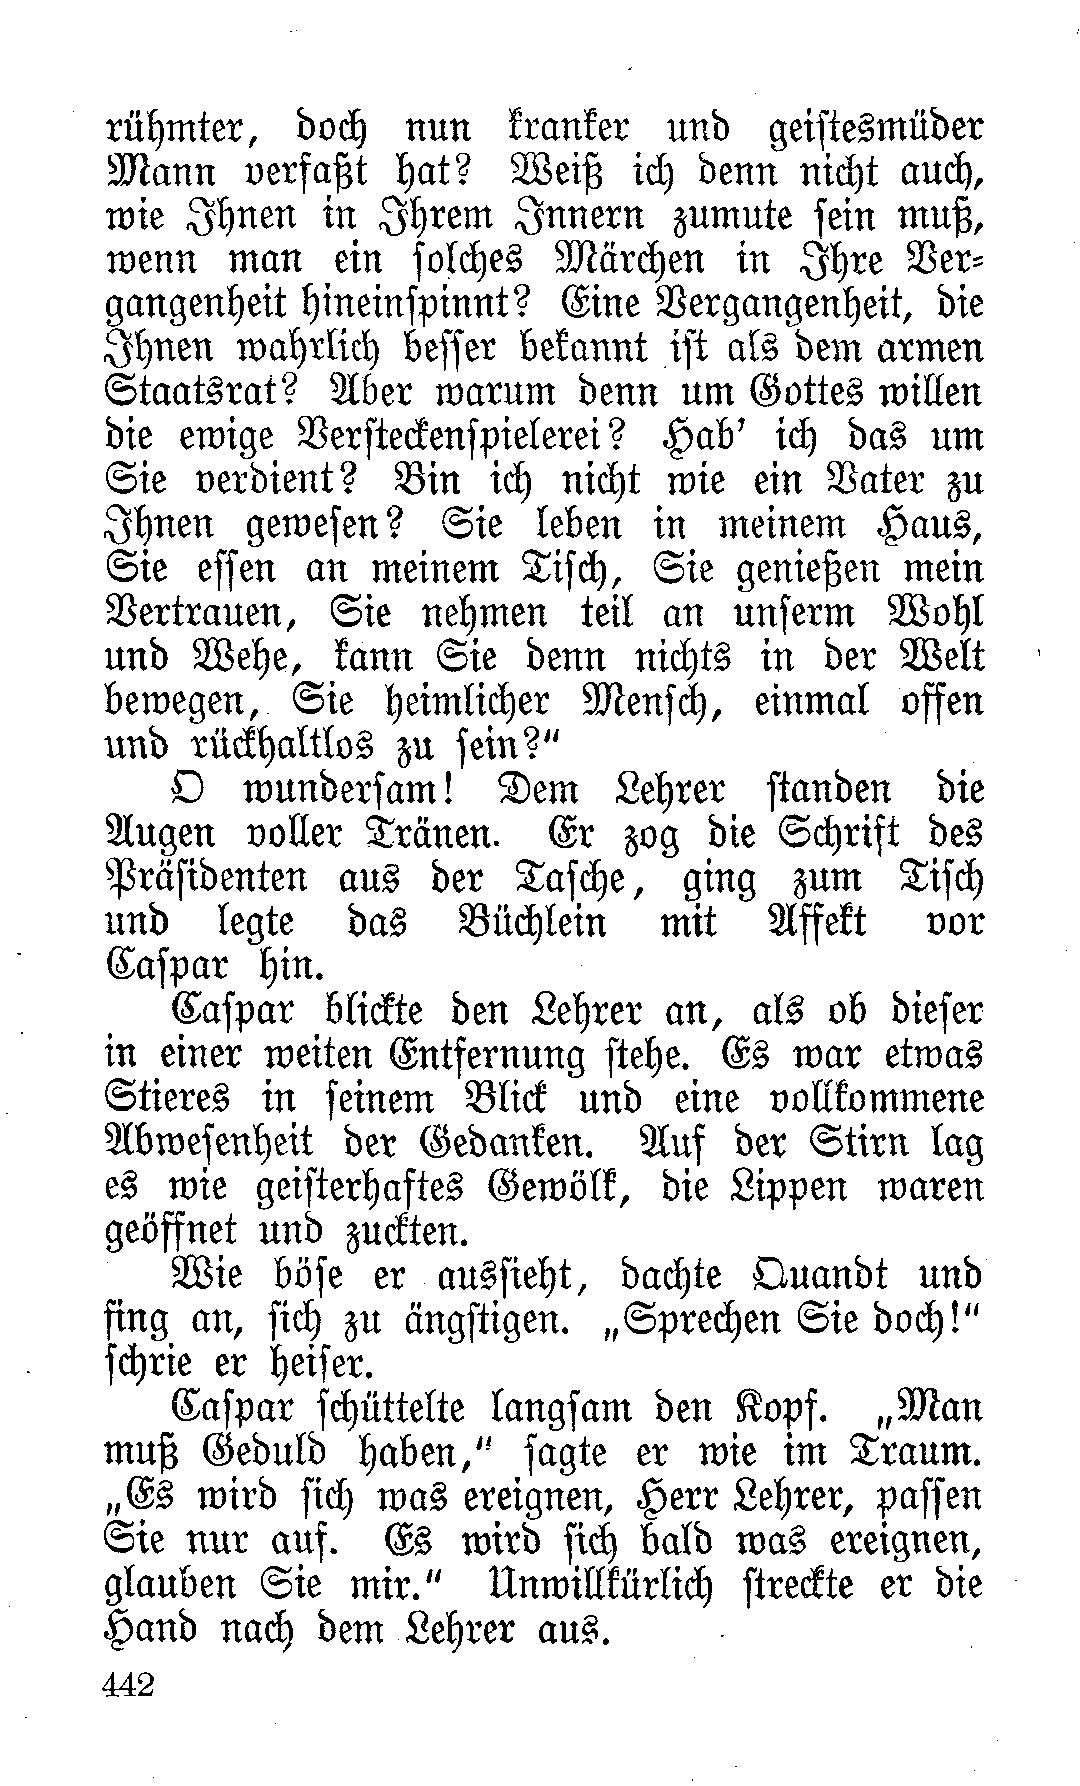 rühmter, doch nun kranker und geistesmüder
Mann verfaßt hat? Weiß ich denn nicht auch,
wie Ihnen in Ihrem Innern zumute sein muß,
wenn man ein solches Märchen in Ihre Ver-
gangenheit hineinspinnt? Eine Vergangenheit, die
Ihnen wahrlich besser bekannt ist als dem armen
Staatsrat? Aber warum denn um Gottes willen
die ewige Versteckenspielerei? Hab' ich das um
Sie verdient? Bin ich nicht wie ein Vater zu
Ihnen gewesen? Sie leben in meinem Haus,
Sie essen an meinem Tisch, Sie genießen mein
Vertrauen, Sie nehmen teil an unserm Wohl
und Wehe, kann Sie denn nichts in der Welt
bewegen, Sie heimlicher Mensch, einmal offen
und rückhaltlos zu sein?"
O wundersam! Dem Lehrer standen die
Augen voller Tränen. Er zog die Schrift des
Präsidenten aus der Tasche, ging zum Tisch
und legte das Büchlein mit Affekt vor
Caspar hin.
Caspar blickte den Lehrer an, als ob dieser
in einer weiten Entfernung stehe. Es war etwas
Stieres in seinem Blick und eine vollkommene
Abwesenheit der Gedanken. Auf der Stirn lag
es wie geisterhaftes Gewölk, die Lippen waren
geöffnet und zuckten.
Wie böse er aussieht, dachte Quandt und
fing an, sich zu ängstigen. „Sprechen Sie doch!"
schrie er heiser.
Caspar schüttelte langsam den Kopf. „Man
muß Geduld haben," sagte er wie im Traum.
„Es wird sich was ereignen, Herr Lehrer, passen
Sie nur auf. Es wird sich bald was ereignen,
glauben Sie mir." Unwillkürlich streckte er die
Hand nach dem Lehrer aus.
442